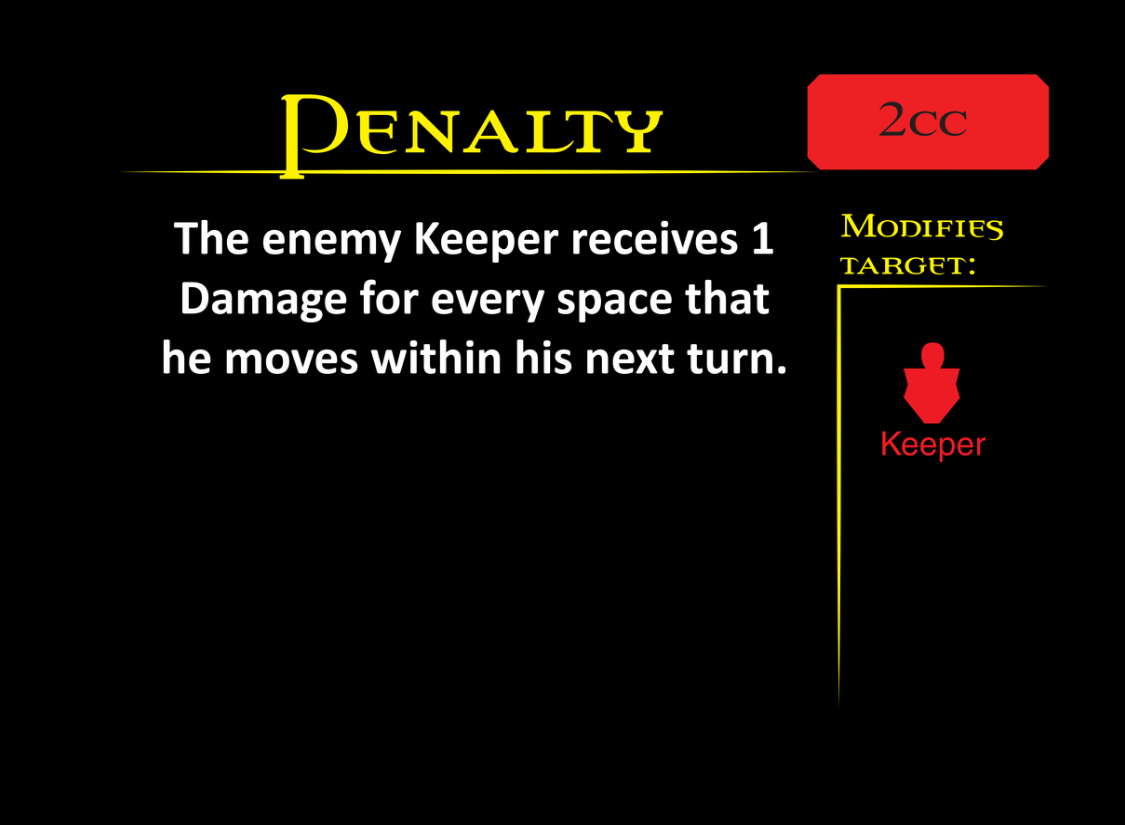 Penalty
2cc
The enemy Keeper receives 1
Damage for every space that
he moves within his next turn.
Modifies
target:
Keeper